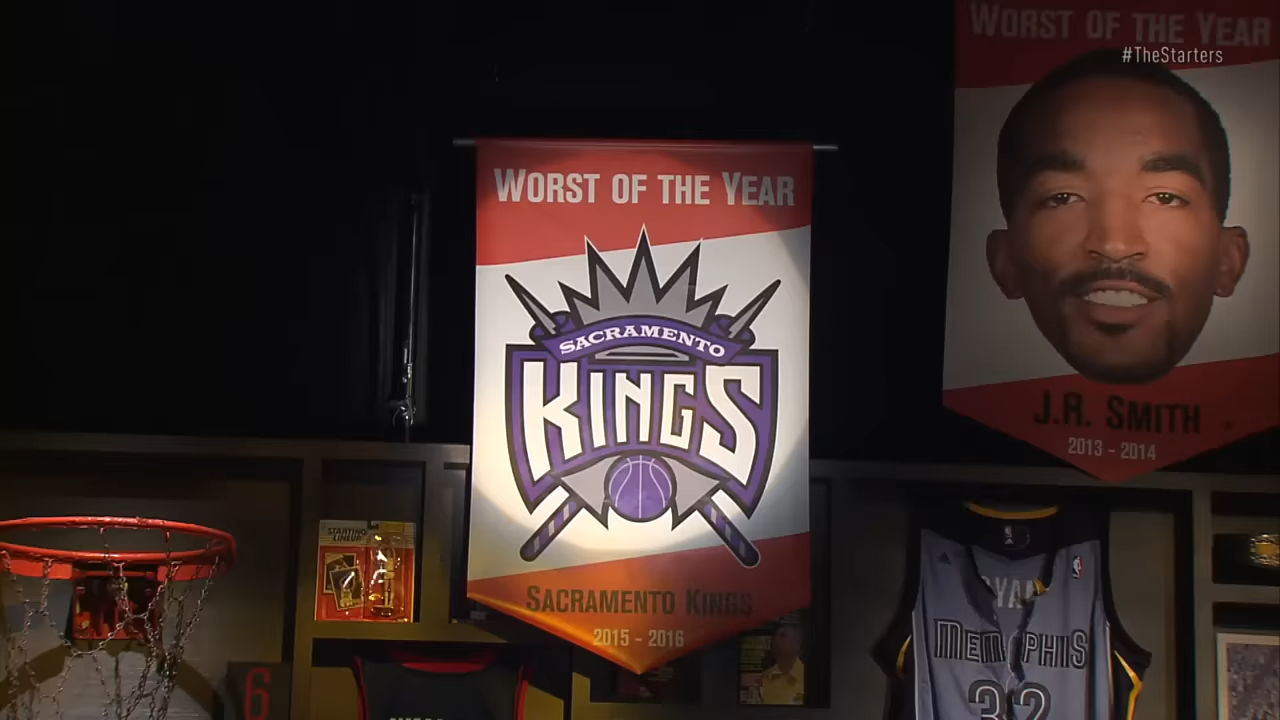 WORST OF THE YEAR
#TheStarters
WORST OF THE YEAR
SACRAMENTO
KINGS
J.R. SMITH
2013 - 2014
STARTING
LINEUP
SACRAMENTO KINGS
2015 - 2016
MEMPHIS
32
6